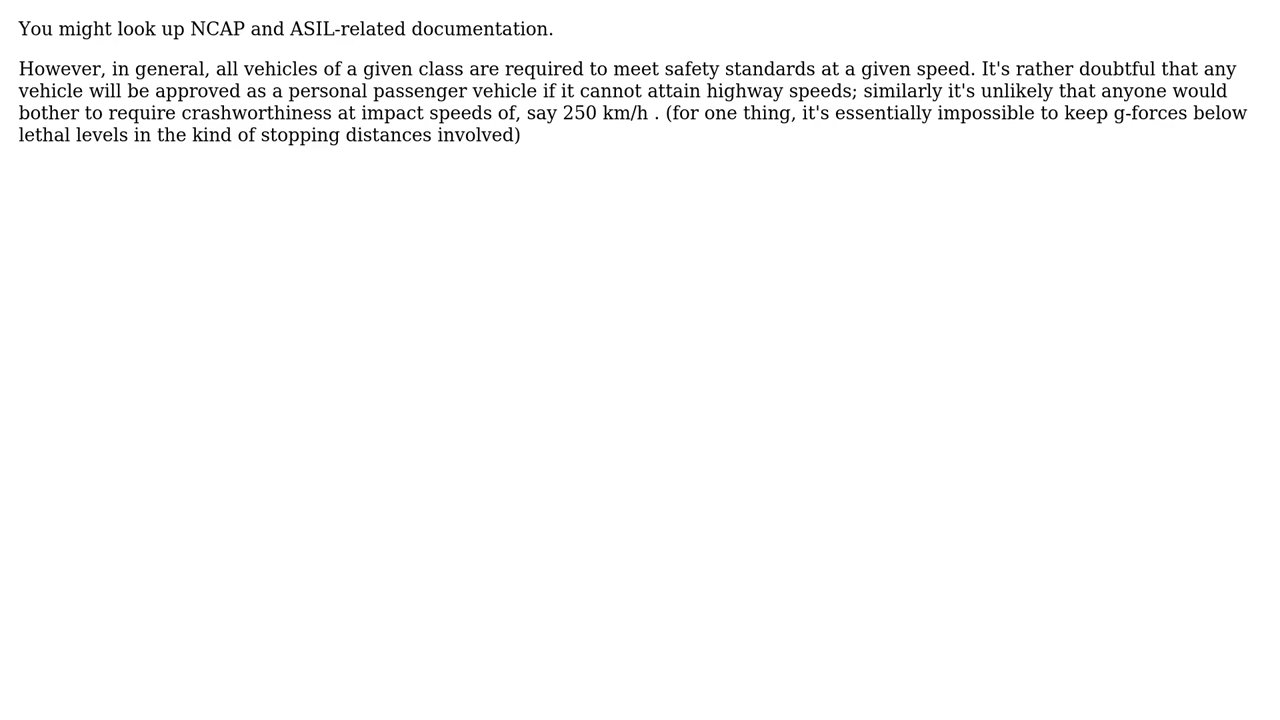 You might look up NCAP and ASIL-related documentation.
However, in general, all vehicles of a given class are required to meet safety standards at a given speed. It's rather doubtful that any
vehicle will be approved as a personal passenger vehicle if it cannot attain highway speeds; similarly it's unlikely that anyone would
bother to require crashworthiness at impact speeds of, say 250 km/h . (for one thing, it's essentially impossible to keep g-forces below
lethal levels in the kind of stopping distances involved)